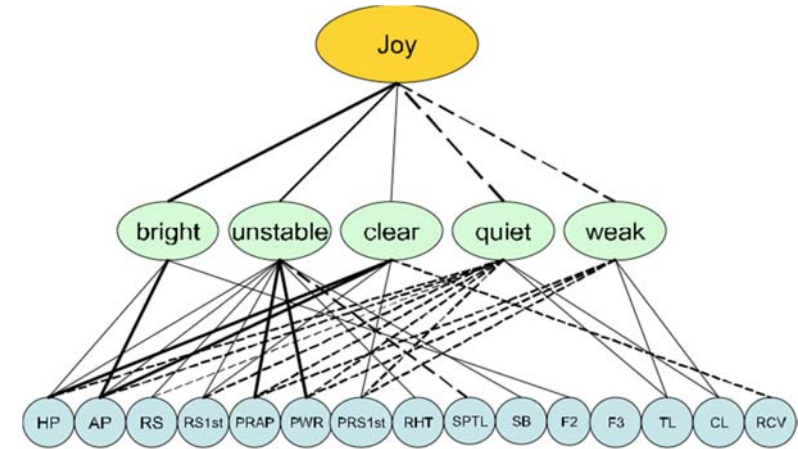 Joy
bright unstable clear quiet weak
HP AP RS RS1st PRAP PWR PRS1st RHT SPTL SB F2 F3 TL CL RCV